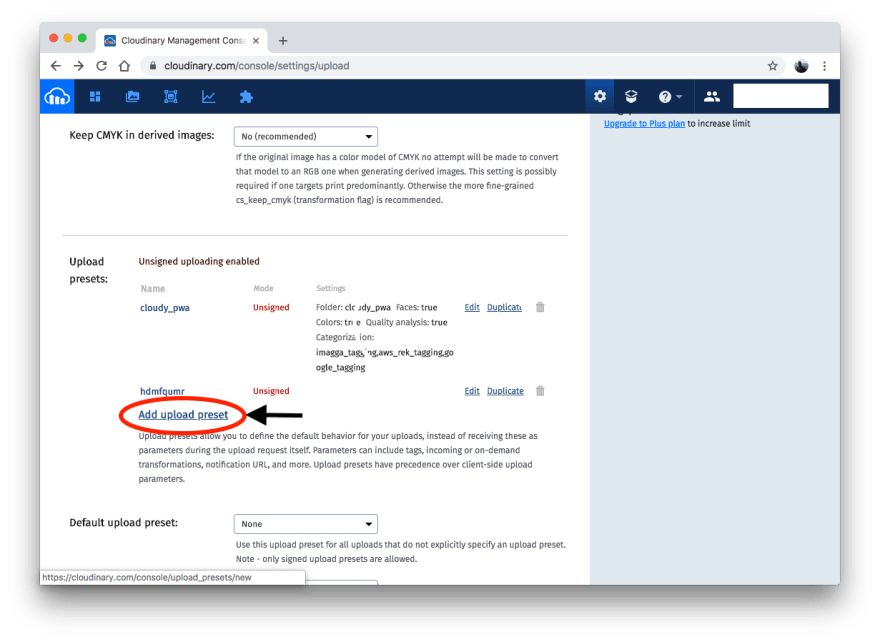 Cloudinary Management Conso
cloudinary.com/console/settings/upload
Upgrade to Plus plan to increase limit
Keep CMYK in derived images:
No (recommended)
If the original image has a color model of CMYK no attempt will be made to convert
that model to an RGB one when generating derived images. This setting is possibly
required if one targets print predominantly. Otherwise the more fine-grained
cs_keep_cmyk (transformation flag) is recommended.
Upload
presets:
Unsigned uploading enabled
Name Mode Settings
cloudy_pwa Unsigned Folder: cloudy_pwa Faces: true Edit Duplicate
Colors: true Quality analysis: true
Categorization:
imagga_tagging,aws_rek_tagging,go
ogle_tagging
hdmfqumr Unsigned Edit Duplicate
Add upload preset
Upload presets allow you to define the default behavior for your uploads, instead of receiving these as
parameters during the upload request itself. Parameters can include tags, incoming or on-demand
transformations, notification URL, and more. Upload presets have precedence over client-side upload
parameters.
Default upload preset:
None
Use this upload preset for all uploads that do not explicitly specify an upload preset.
Note - only signed upload presets are allowed.
https://cloudinary.com/console/upload_presets/new